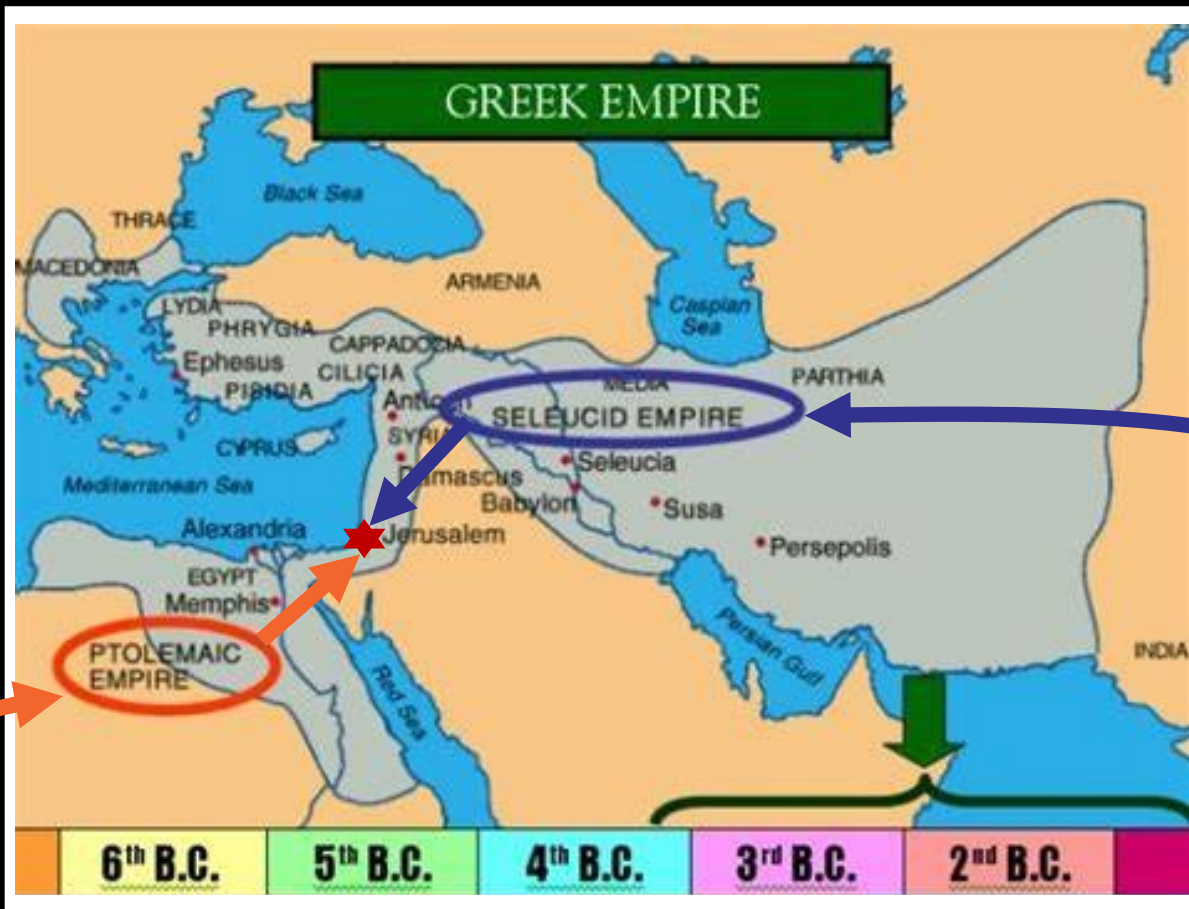 GREEK EMPIRE
Black Sea
THRACE
MACEDONIA
ARMENIA
LYDIA
Caspian
Sea
PHRYGIA
CAPPADOCIA
Ephesus
CILICIA
PISIDIA
MEDIA
PARTHIA
Antioch
SELEUCID EMPIRE
SYRIA
CYPRUS
Seleucia
Damascus
Mediterranean Sea
Babylon
Susa
Alexandria
Jerusalem
Persepolis
EGYPT
Memphis
PTOLEMAIC
EMPIRE
Persian Gulf
INDIA
Red Sea
6th B.C.
5th B.C.
4th B.C.
3rd B.C.
2nd B.C.